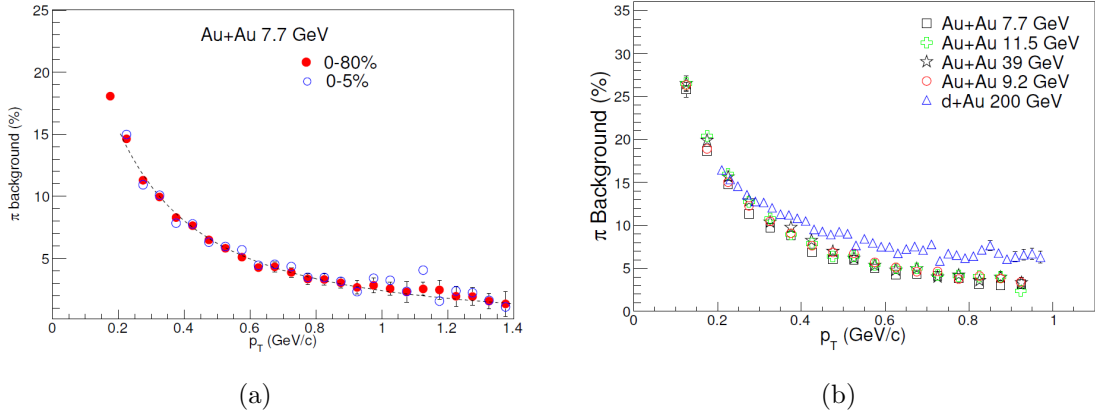 Au+Au 7.7 GeV
0-80%
0-5%
π background (%)
25
20
15
10
5
0
0.2
0.4
0.6
0.8
1
1.2
1.4
p_T (GeV/c)
(a)
Au+Au 7.7 GeV
Au+Au 11.5 GeV
Au+Au 39 GeV
Au+Au 9.2 GeV
d+Au 200 GeV
π Background (%)
35
30
25
20
15
10
5
0
0
0.2
0.4
0.6
0.8
1
p_T (GeV/c)
(b)